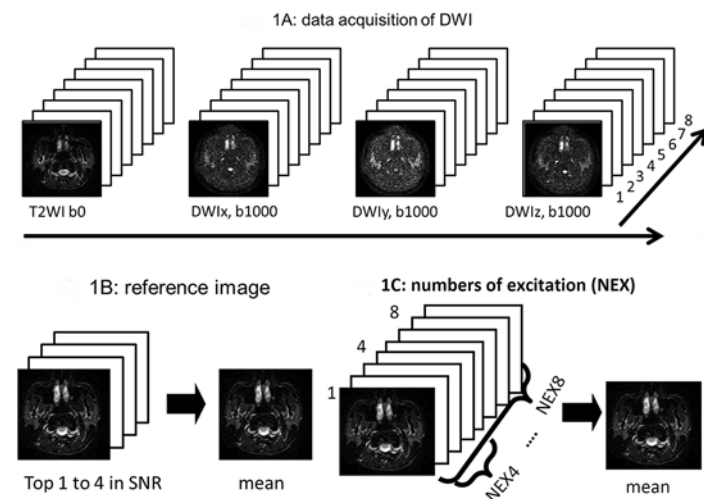 1A: data acquisition of DWI
T2WI b0
DWIx, b1000
DWIy, b1000
DWIz, b1000
1
2
3
4
5
6
7
8
1B: reference image
Top 1 to 4 in SNR
mean
1C: numbers of excitation (NEX)
8
4
1
NEX4
....
NEX8
mean